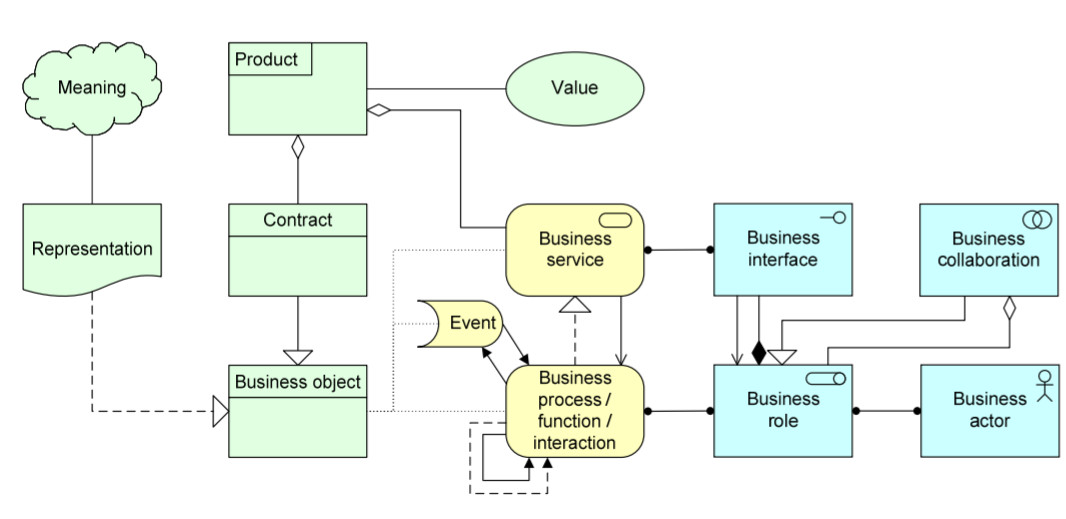 Product
Meaning
Value
Contract
Representation
Business
service
Business
interface
Business
collaboration
Event
Business object
Business
process /
function /
interaction
Business
role
Business
actor